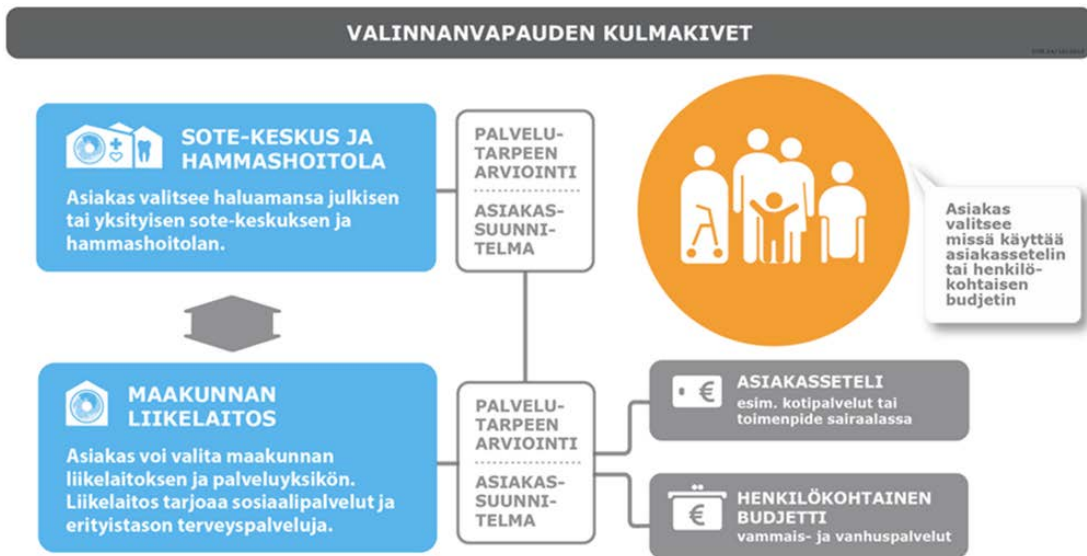 VALINNANVAPAUDEN KULMAKIVET
SOTE-KESKUS JA
HAMMASHOITOLA
Asiakas valitsee haluamansa julkisen
tai yksityisen sote-keskuksen ja
hammashoitolan.
PALVELU-
TARPEEN
ARVIOINTI
ASIAKAS-
SUUNNI-
TELMA
Asiakas
valitsee
missä käyttää
asiakassetelin
tai henkilö-
kohtaisen
budjetin
MAAKUNNAN
LIIKELAITOS
Asiakas voi valita maakunnan
liikelaitoksen ja palveluyksikön.
Liikelaitos tarjoaa sosiaalipalvelut ja
erityistason terveyspalveluja.
PALVELU-
TARPEEN
ARVIOINTI
ASIAKAS-
SUUNNI-
TELMA
€
ASIAKASSETELI
esim. kotipalvelut tai
toimenpide sairaalassa
€
HENKILÖKOHTAINEN
BUDJETTI
vammais- ja vanhuspalvelut